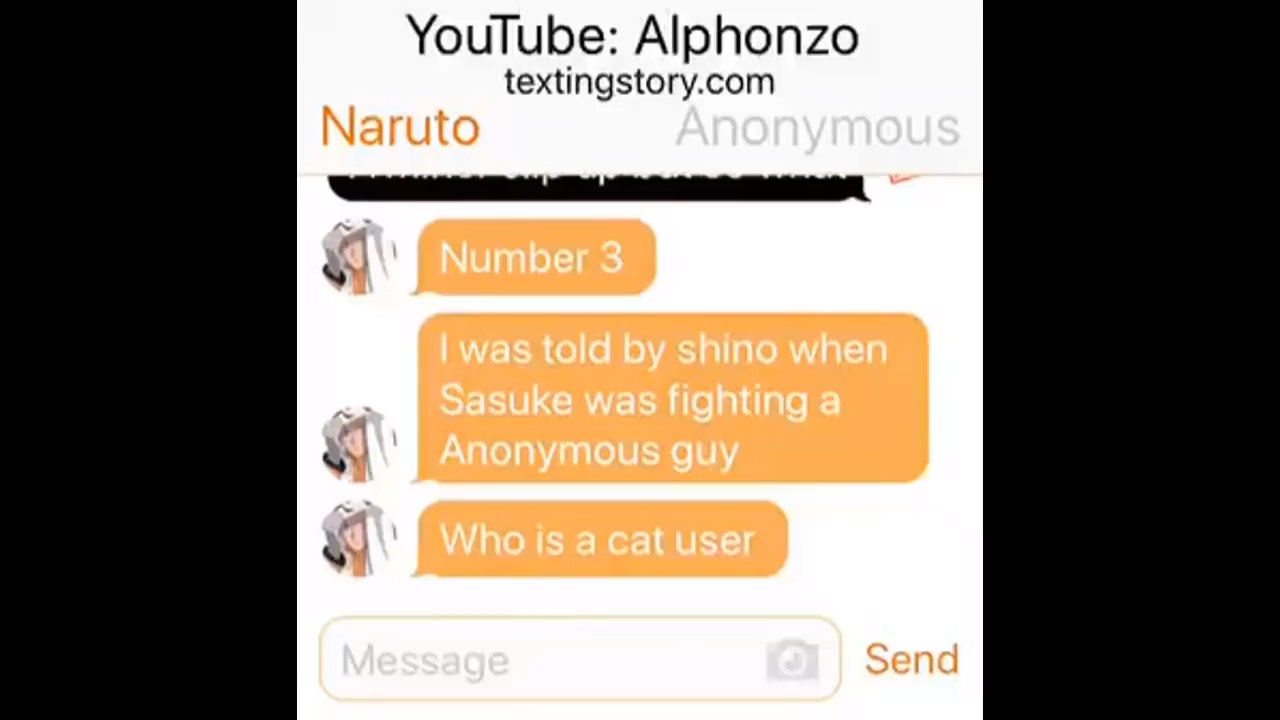 YouTube: Alphonzo
textingstory.com
Naruto Anonymous
Number 3
I was told by shino when
Sasuke was fighting a
Anonymous guy
Who is a cat user
Message
Send